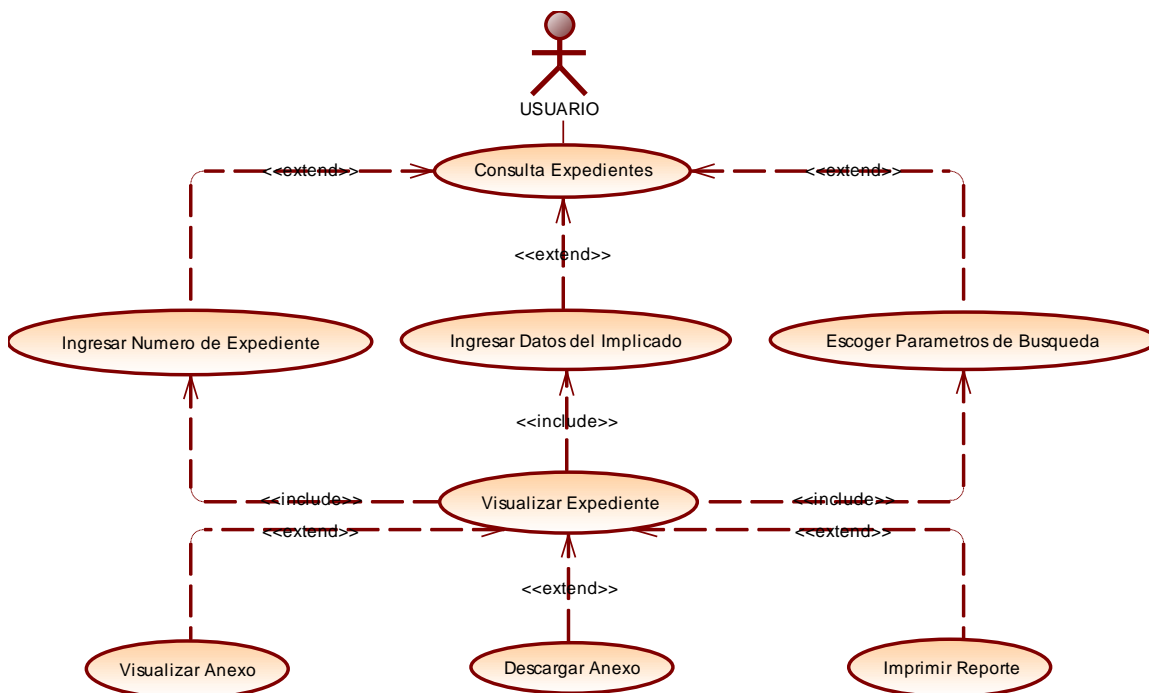 USUARIO
Consulta Expedientes
<<extend>>
<<extend>>
<<extend>>
Ingresar Numero de Expediente
Ingresar Datos del Implicado
Escoger Parametros de Busqueda
<<include>>
Visualizar Expediente
<<include>>
<<include>>
<<extend>>
<<extend>>
<<extend>>
Visualizar Anexo
Descargar Anexo
Imprimir Reporte